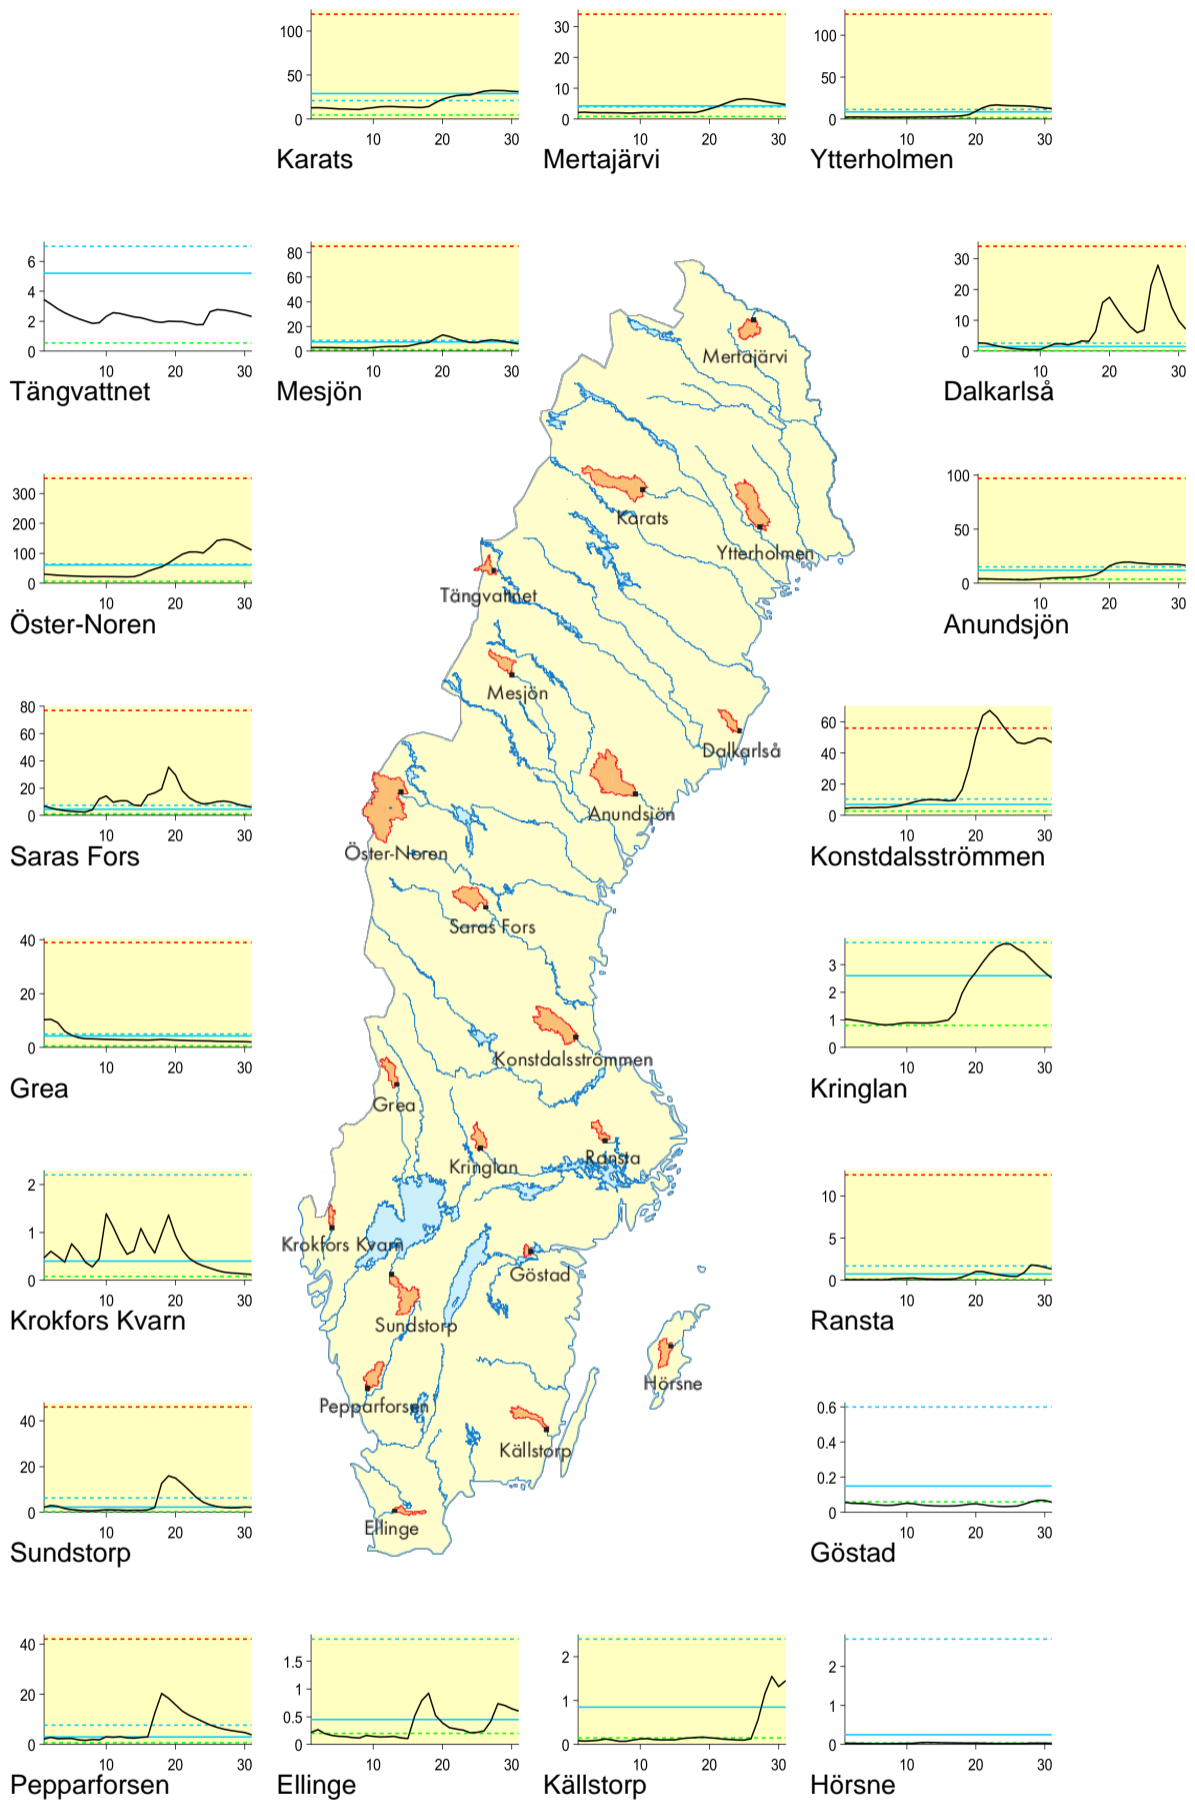 100
50
0
10 20 30
Karats
30
20
10
0
10 20 30
Mertajärvi
100
50
0
10 20 30
Ytterholmen
6
4
2
0
10 20 30
Tängvattnet
80
60
40
20
0
10 20 30
Mesjön
30
20
10
0
10 20 30
Dalkarlså
300
200
100
0
10 20 30
Öster-Noren
100
50
0
10 20 30
Anundsjön
80
60
40
20
0
10 20 30
Saras Fors
60
40
20
0
10 20 30
Konstdalsströmmen
40
20
0
10 20 30
Grea
3
2
1
0
10 20 30
Kringlan
2
1
0
10 20 30
Krokfors Kvarn
10
5
0
10 20 30
Ransta
40
20
0
10 20 30
Sundstorp
0.6
0.4
0.2
0
10 20 30
Göstad
40
20
0
10 20 30
Pepparforsen
1.5
1
0.5
0
10 20 30
Ellinge
2
1
0
10 20 30
Källstorp
2
1
0
10 20 30
Hörsne
Mertajärvi
Karats
Ytterholmen
Tängvattnet
Mesjön
Dalkarlså
Anundsjön
Öster-Noren
Saras Fors
Konstdalsströmmen
Grea
Kringlan
Ransta
Krokfors Kvarn
Göstad
Sundstorp
Hörsne
Pepparforsen
Källstorp
Ellinge